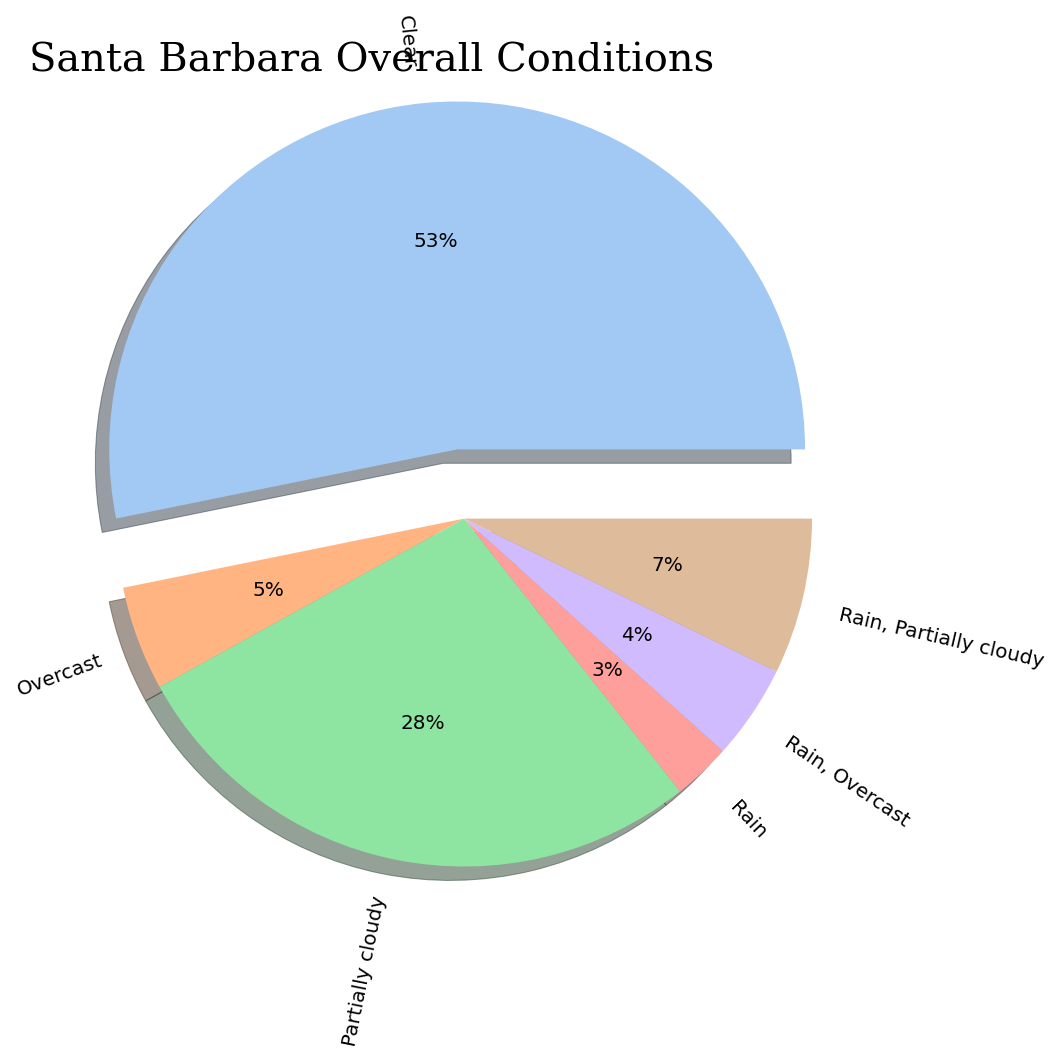 Clear
Santa Barbara Overall Conditions
53%
7%
5%
Rain, Partially cloudy
4%
Overcast
3%
28%
Rain, Overcast
Rain
Partially cloudy